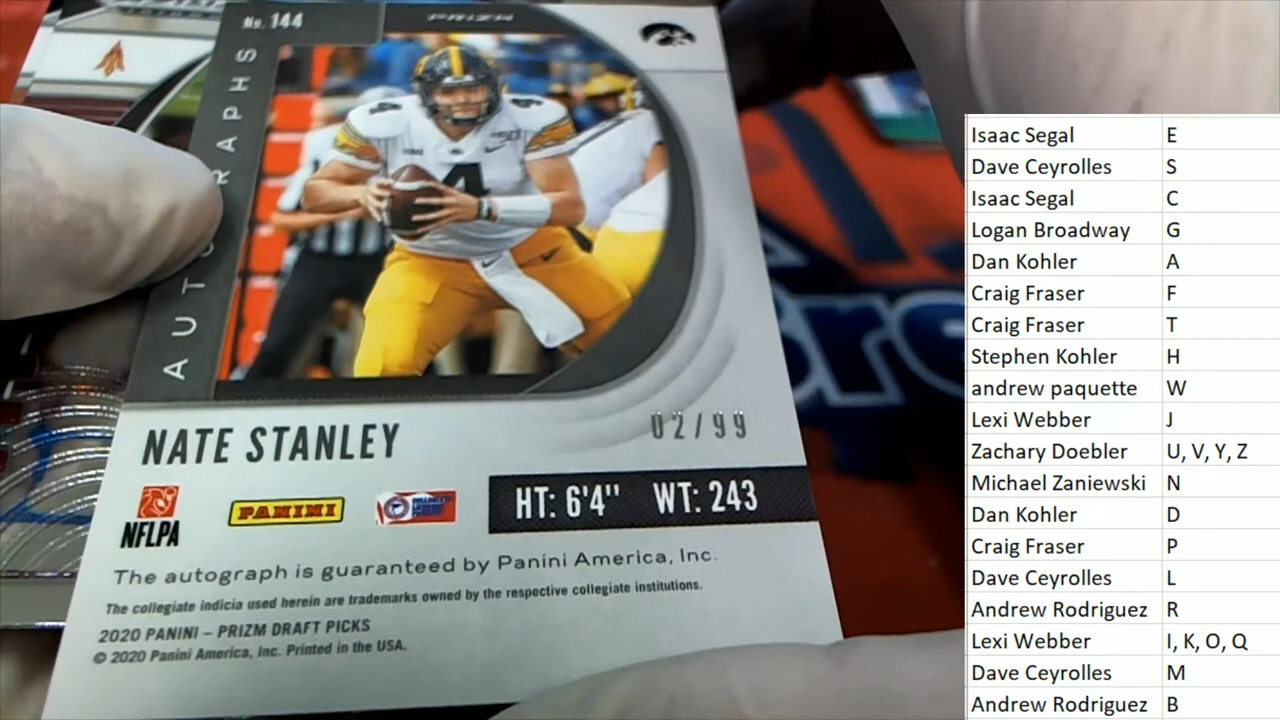 No. 144
PRIZM
AUTOGRAPHS
4
4
NATE STANLEY
02/99
NFLPA
PANINI
HT: 6'4" WT: 243
The autograph is guaranteed by Panini America, Inc.
The collegiate indicia used herein are trademarks owned by the respective collegiate institutions.
2020 PANINI – PRIZM DRAFT PICKS
© 2020 Panini America, Inc. Printed in the USA.
Isaac Segal E
Dave Ceyrolles S
Isaac Segal C
Logan Broadway G
Dan Kohler A
Craig Fraser F
Craig Fraser T
Stephen Kohler H
andrew paquette W
Lexi Webber J
Zachary Doebler U, V, Y, Z
Michael Zaniewski N
Dan Kohler D
Craig Fraser P
Dave Ceyrolles L
Andrew Rodriguez R
Lexi Webber I, K, O, Q
Dave Ceyrolles M
Andrew Rodriguez B